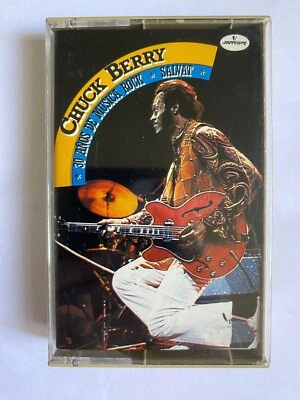 mercury
CHUCK BERRY
30 AÑOS DE MUSICA ROCK SALVAT